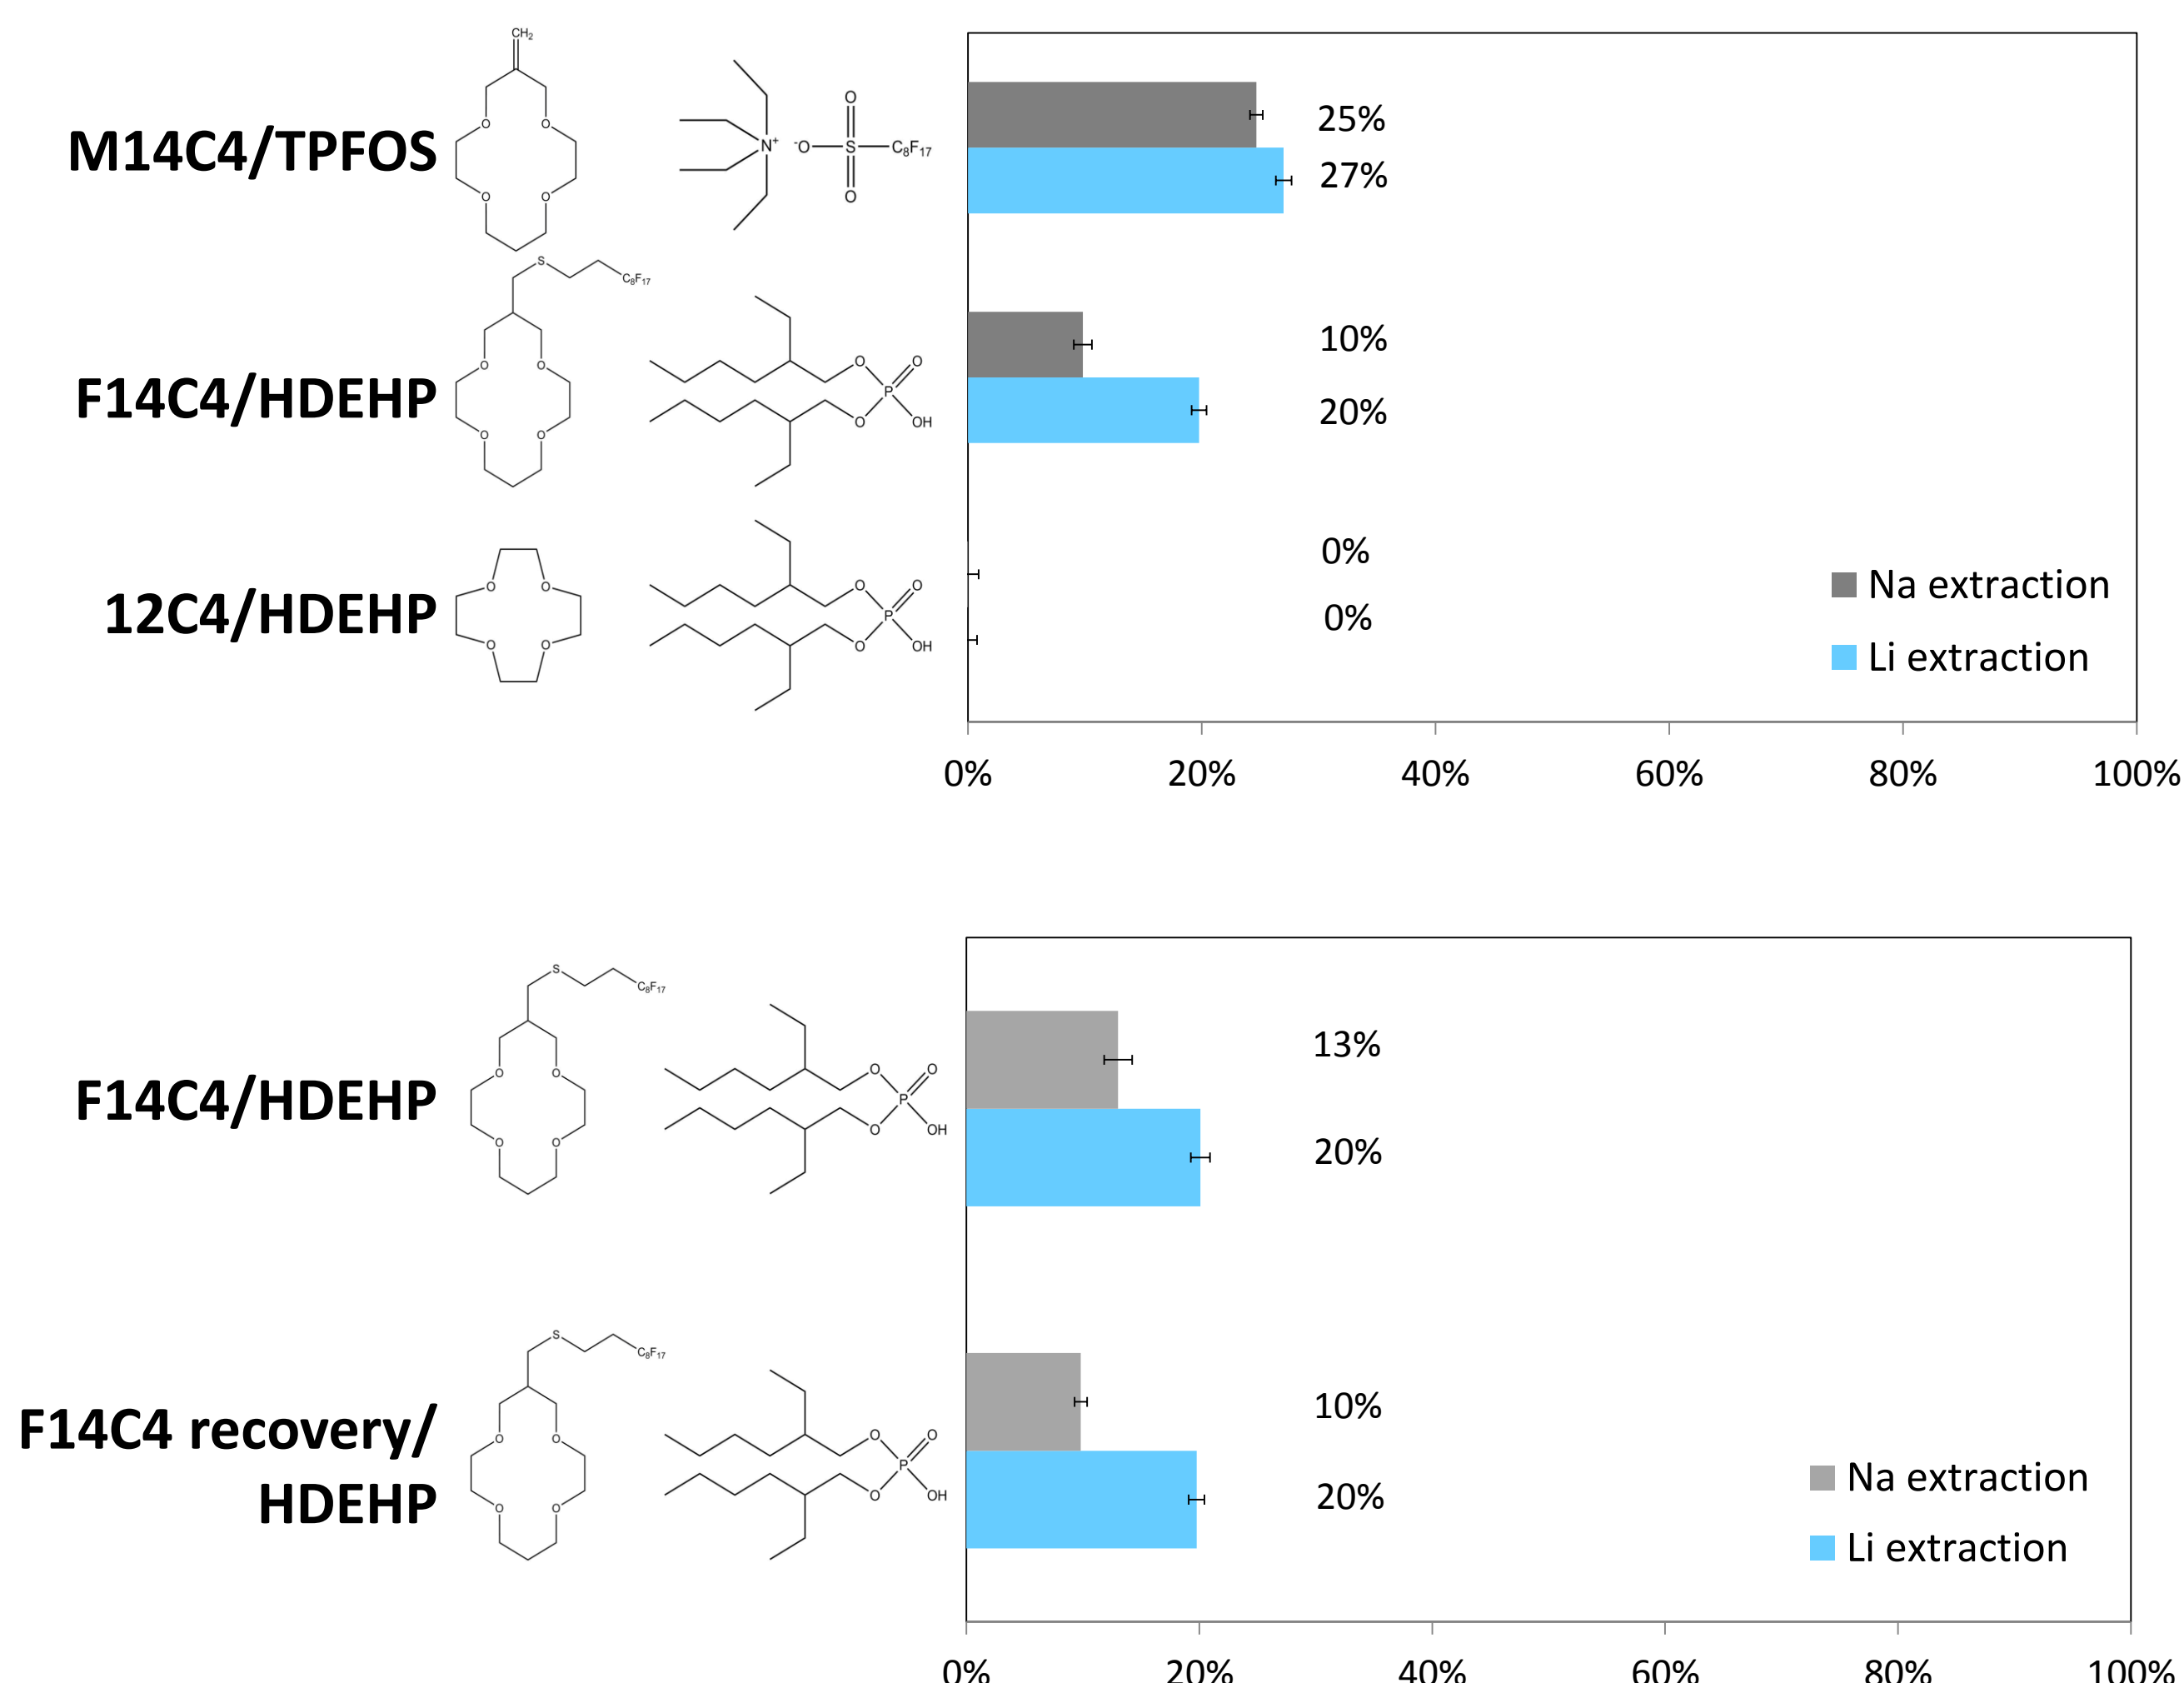 CH₂
O O
O O
M14C4/TPFOS
N⁺ ⁻O S C₈F₁₇
O
O
25%
27%
S
C₈F₁₇
O O
O O
F14C4/HDEHP
O O
P
O OH
10%
20%
O O
O O
12C4/HDEHP
O O
P
O OH
0%
0%
Na extraction
Li extraction
0% 20% 40% 60% 80% 100%
S
C₈F₁₇
O O
O O
F14C4/HDEHP
O O
P
O OH
13%
20%
S
C₈F₁₇
O O
O O
F14C4 recovery/
HDEHP
O O
P
O OH
10%
20%
Na extraction
Li extraction
0% 20% 40% 60% 80% 100%